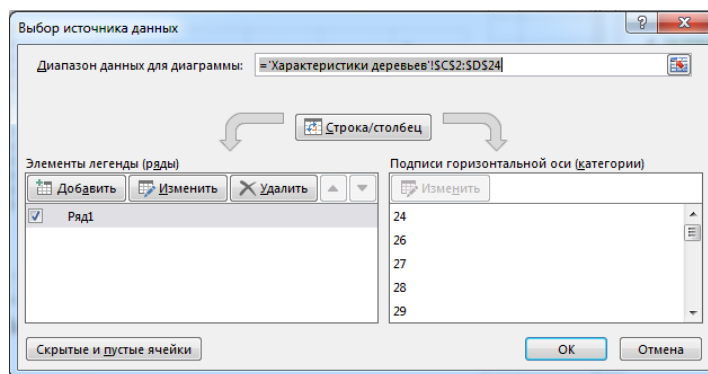 Выбор источника данных
Диапазон данных для диаграммы: ='Характеристики деревьев'!$C$2:$D$24
Строка/столбец
Элементы легенды (ряды)
Подписи горизонтальной оси (категории)
Добавить Изменить Удалить
Изменить
Ряд1
24
26
27
28
29
Скрытые и пустые ячейки
ОК Отмена